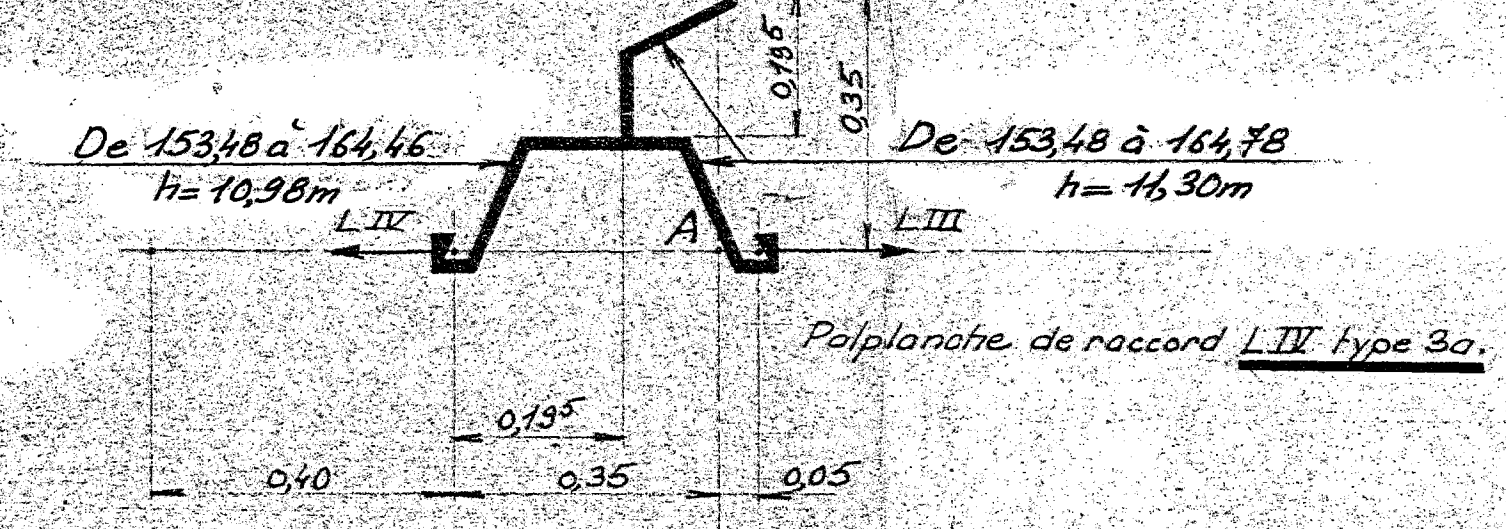 0,195
0,35
De 153,48 à 164,46
h= 10,98m
De 153,48 à 164,78
h= 11,30m
L IV
A
L III
Palplanche de raccord L IV type 3a.
0,195
0,40
0,35
0,05